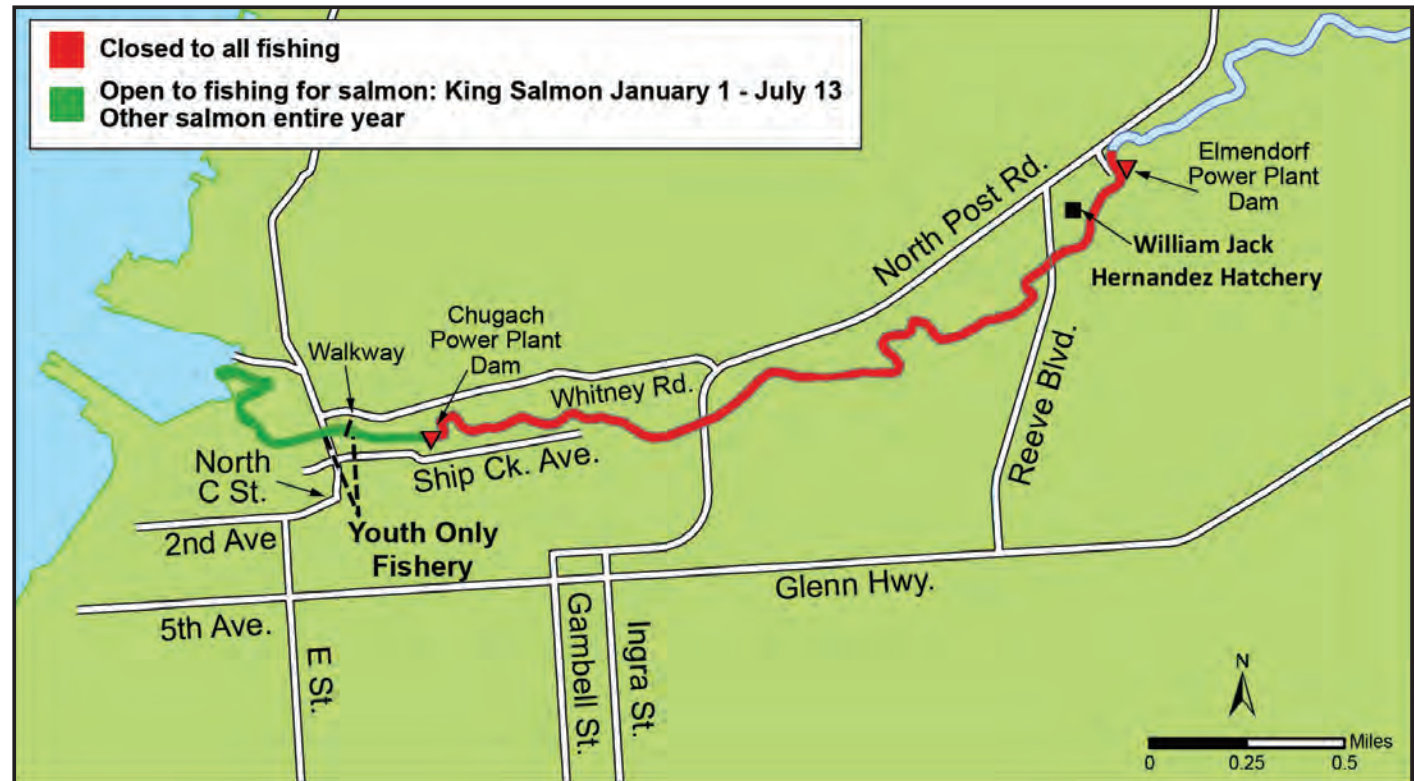 Closed to all fishing
Open to fishing for salmon: King Salmon January 1 - July 13
Other salmon entire year
Elmendorf
Power Plant
Dam
North Post Rd.
William Jack
Hernandez Hatchery
Chugach
Power Plant
Dam
Walkway
Whitney Rd.
Reeve Blvd.
North
C St.
Ship Ck. Ave.
2nd Ave
Youth Only
Fishery
Glenn Hwy.
5th Ave.
E St.
Gambell St.
Ingra St.
N
Miles
0 0.25 0.5